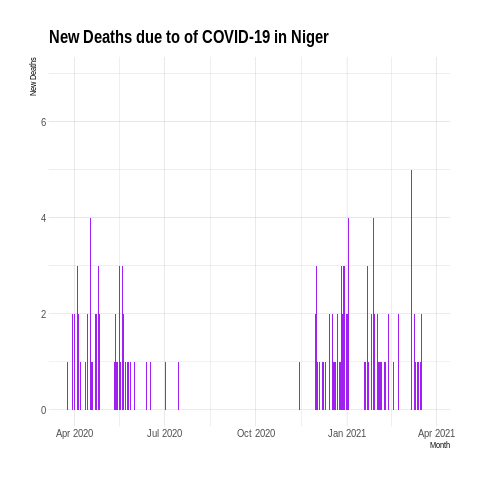 New Deaths due to of COVID-19 in Niger
New Deaths
6
4
2
0
Apr 2020 Jul 2020 Oct 2020 Jan 2021 Apr 2021
Month